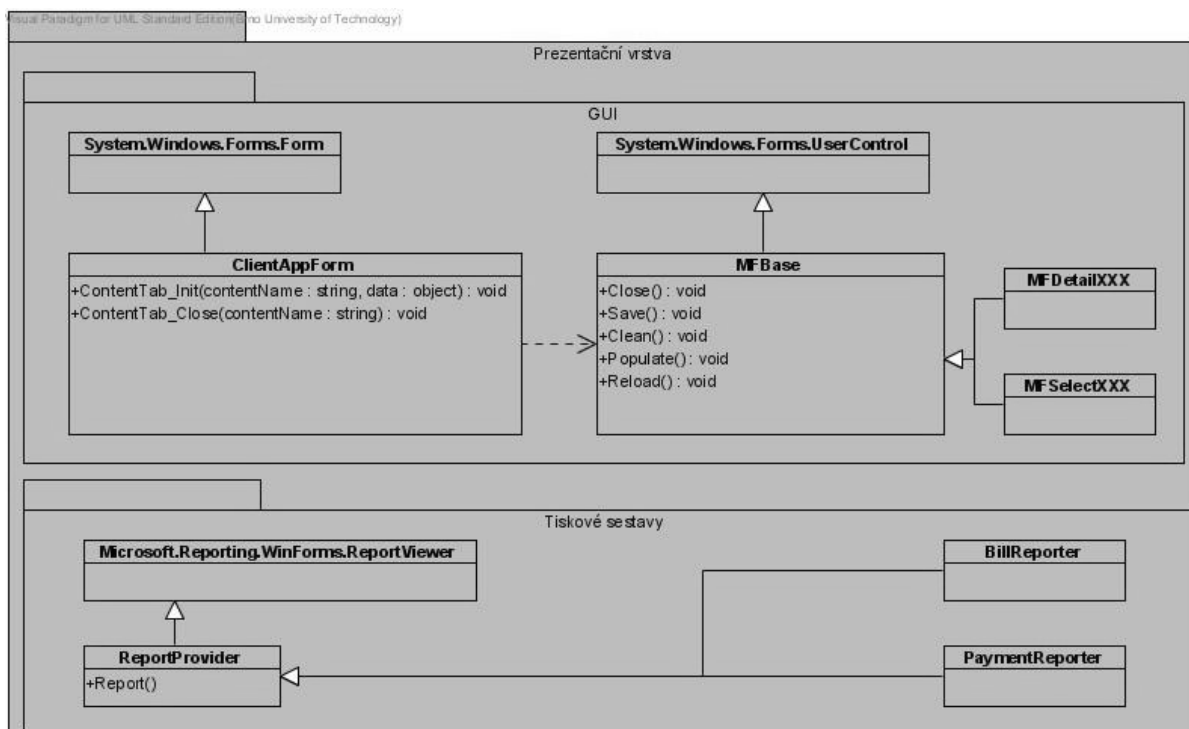 Visual Paradigm for UML Standard Edition(Brno University of Technology)
Prezentační vrstva
GUI
System.Windows.Forms.Form
System.Windows.Forms.UserControl
ClientAppForm
+ContentTab_Init(contentName : string, data : object) : void
+ContentTab_Close(contentName : string) : void
MFBase
+Close() : void
+Save() : void
+Clean() : void
+Populate() : void
+Reload() : void
MFDetailXXX
MFSelectXXX
Tiskové sestavy
Microsoft.Reporting.WinForms.ReportViewer
BillReporter
ReportProvider
+Report()
PaymentReporter